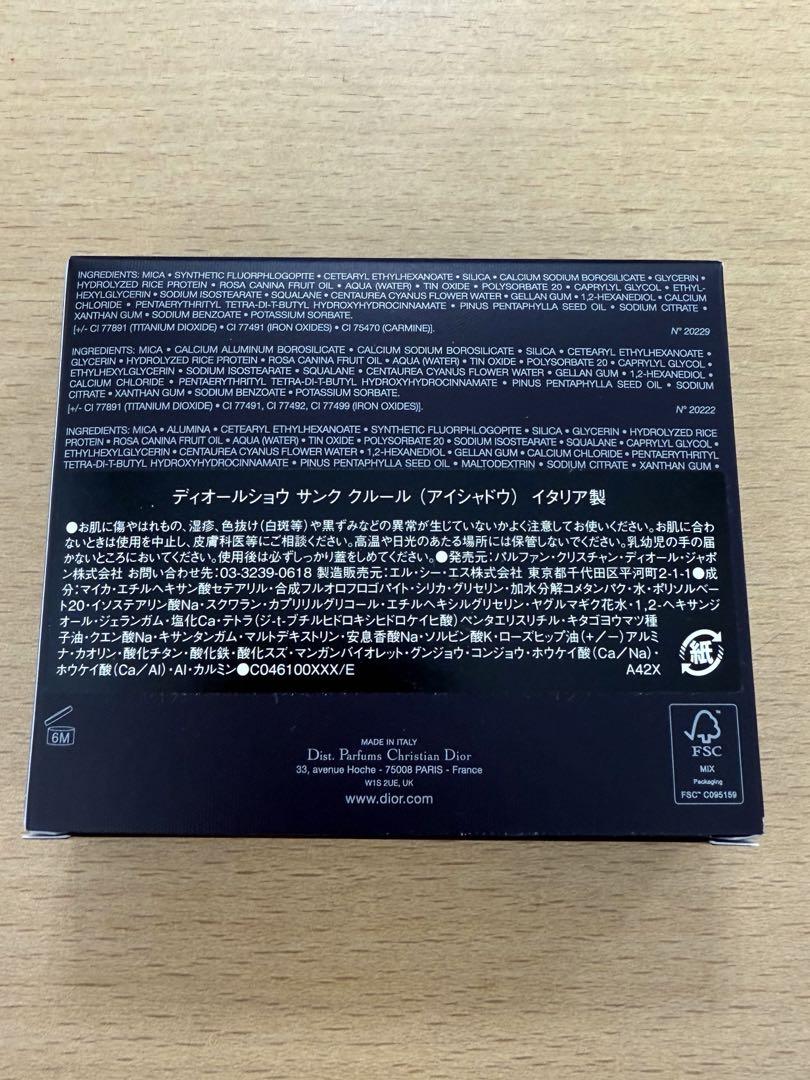 INGREDIENTS: MICA • SYNTHETIC FLUORPHLOGOPITE • CETEARYL ETHYLHEXANOATE • SILICA • CALCIUM SODIUM BOROSILICATE • GLYCERIN •
HYDROLYZED RICE PROTEIN • ROSA CANINA FRUIT OIL • AQUA (WATER) • TIN OXIDE • POLYSORBATE 20 • CAPRYLYL GLYCOL • ETHYL-
HEXYLGLYCERIN • SODIUM ISOSTEARATE • SQUALANE • CENTAUREA CYANUS FLOWER WATER • GELLAN GUM • 1,2-HEXANEDIOL • CALCIUM
CHLORIDE • PENTAERYTHRITYL TETRA-DI-T-BUTYL HYDROXYHYDROCINNAMATE • PINUS PENTAPHYLLA SEED OIL • SODIUM CITRATE •
XANTHAN GUM • SODIUM BENZOATE • POTASSIUM SORBATE.
[+/- CI 77891 (TITANIUM DIOXIDE) • CI 77491 (IRON OXIDES) • CI 75470 (CARMINE)]. N° 20229
INGREDIENTS: MICA • CALCIUM ALUMINUM BOROSILICATE • CALCIUM SODIUM BOROSILICATE • SILICA • CETEARYL ETHYLHEXANOATE •
GLYCERIN • HYDROLYZED RICE PROTEIN • ROSA CANINA FRUIT OIL • AQUA (WATER) • TIN OXIDE • POLYSORBATE 20 • CAPRYLYL GLYCOL •
ETHYLHEXYLGLYCERIN • SODIUM ISOSTEARATE • SQUALANE • CENTAUREA CYANUS FLOWER WATER • GELLAN GUM • 1,2-HEXANEDIOL •
CALCIUM CHLORIDE • PENTAERYTHRITYL TETRA-DI-T-BUTYL HYDROXYHYDROCINNAMATE • PINUS PENTAPHYLLA SEED OIL • SODIUM
CITRATE • XANTHAN GUM • SODIUM BENZOATE • POTASSIUM SORBATE.
[+/- CI 77891 (TITANIUM DIOXIDE) • CI 77491, CI 77492, CI 77499 (IRON OXIDES)]. N° 20222
INGREDIENTS: MICA • ALUMINA • CETEARYL ETHYLHEXANOATE • SYNTHETIC FLUORPHLOGOPITE • SILICA • GLYCERIN • HYDROLYZED RICE
PROTEIN • ROSA CANINA FRUIT OIL • AQUA (WATER) • TIN OXIDE • POLYSORBATE 20 • SODIUM ISOSTEARATE • SQUALANE • CAPRYLYL GLYCOL •
ETHYLHEXYLGLYCERIN • CENTAUREA CYANUS FLOWER WATER • 1,2-HEXANEDIOL • GELLAN GUM • CALCIUM CHLORIDE • PENTAERYTHRITYL
TETRA-DI-T-BUTYL HYDROXYHYDROCINNAMATE • PINUS PENTAPHYLLA SEED OIL • MALTODEXTRIN • SODIUM CITRATE • XANTHAN GUM •
ディオールショウ サンク クルール (アイシャドウ) イタリア製
●お肌に傷やはれもの、湿疹、色抜け(白斑等)や黒ずみなどの異常が生じていないかよく注意してお使いください。お肌に合わ
ないときは使用を中止し、皮膚科医等にご相談ください。高温や日光のあたる場所には保管しないでください。乳幼児の手の届
かないところにおいてください。使用後は必ずしっかり蓋をしめてください。●発売元:パルファン・クリスチャン・ディオール・ジャポ
ン株式会社 お問い合わせ先:03-3239-0618 製造販売元:エル・シー・エス株式会社 東京都千代田区平河町2-1-1●成
分:マイカ・エチルヘキサン酸セテアリル・合成フルオロフロゴパイト・シリカ・グリセリン・加水分解コメタンパク・水・ポリソルベー
ト20・イソステアリン酸Na・スクワラン・カプリリルグリコール・エチルヘキシルグリセリン・ヤグルマギク花水・1,2-ヘキサンジ
オール・ジェランガム・塩化Ca・テトラ(ジ-t-ブチルヒドロキシヒドロケイヒ酸)ペンタエリスリチル・キタゴヨウマツ種
子油・クエン酸Na・キサンタンガム・マルトデキストリン・安息香酸Na・ソルビン酸K・ローズヒップ油(+/-)アルミ
ナ・カオリン・酸化チタン・酸化鉄・酸化スズ・マンガンバイオレット・グンジョウ・コンジョウ・ホウケイ酸(Ca/Na)・
ホウケイ酸(Ca/Al)・Al・カルミン●C046100XXX/E A42X
紙
6M
MADE IN ITALY
Dist. Parfums Christian Dior
33, avenue Hoche - 75008 PARIS - France
W1S 2UE, UK
www.dior.com
FSC
MIX
Packaging
FSC™ C095159